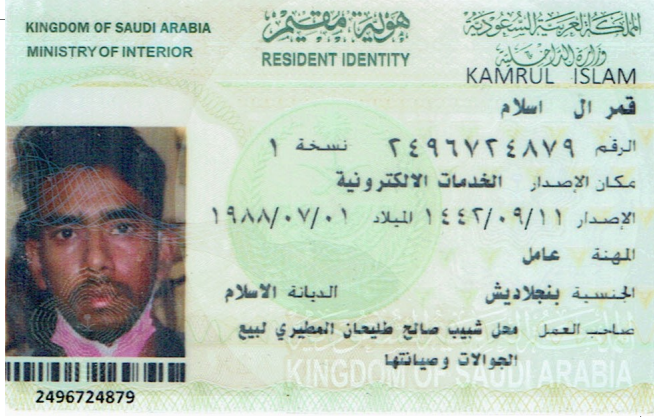 KINGDOM OF SAUDI ARABIA
MINISTRY OF INTERIOR
هوية مقيم
RESIDENT IDENTITY
المملكة العربية السعودية
وزارة الداخلية
KAMRUL ISLAM
قمر ال اسلام
الرقم ٢٤٩٦٧٢٤٨٧٩ نسخة ١
مكان الإصدار الخدمات الالكترونية
الإصدار ١٤٤٢/٠٩/١١ الميلاد ١٩٨٨/٠٧/٠١
المهنة عامل
الجنسية بنجلاديش الديانة الاسلام
صاحب العمل محل شبيب صالح طليحان المطيري لبيع
الجوالات وصيانتها
KINGDOM OF SAUDI ARABIA
2496724879